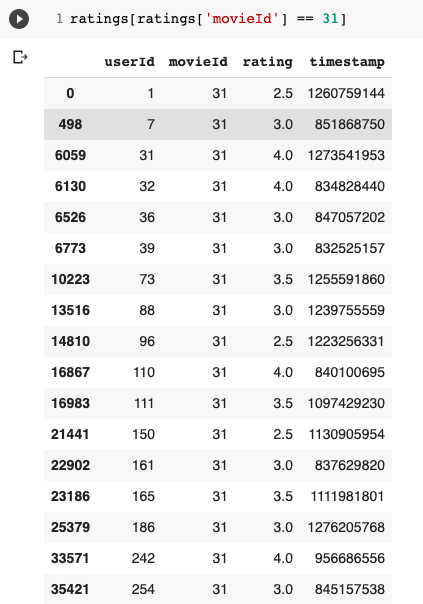 1 ratings[ratings['movieId'] == 31]
userId movieId rating timestamp
0 1 31 2.5 1260759144
498 7 31 3.0 851868750
6059 31 31 4.0 1273541953
6130 32 31 4.0 834828440
6526 36 31 3.0 847057202
6773 39 31 3.0 832525157
10223 73 31 3.5 1255591860
13516 88 31 3.0 1239755559
14810 96 31 2.5 1223256331
16867 110 31 4.0 840100695
16983 111 31 3.5 1097429230
21441 150 31 2.5 1130905954
22902 161 31 3.0 837629820
23186 165 31 3.5 1111981801
25379 186 31 3.0 1276205768
33571 242 31 4.0 956686556
35421 254 31 3.0 845157538